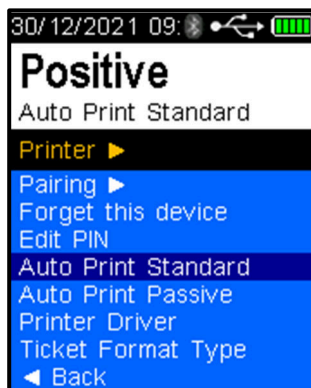 30/12/2021 09:
Positive
Auto Print Standard
Printer ►
Pairing ►
Forget this device
Edit PIN
Auto Print Standard
Auto Print Passive
Printer Driver
Ticket Format Type
◄ Back